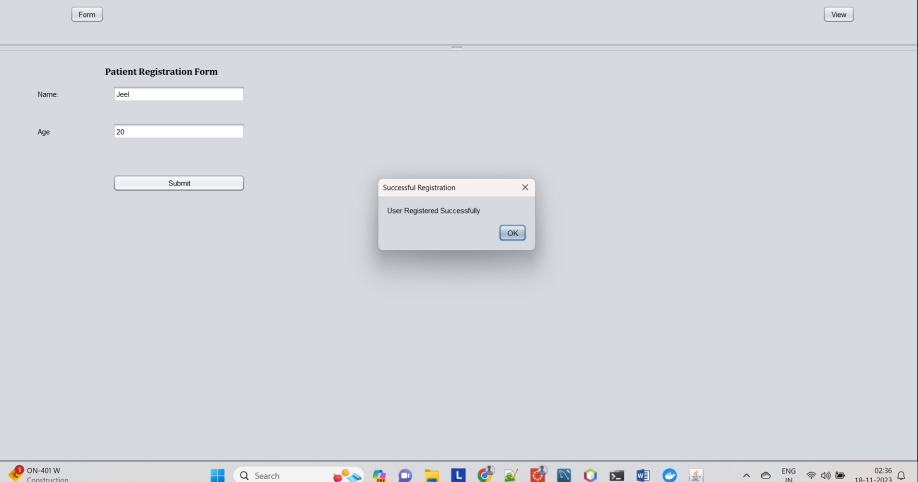 Form
View
Patient Registration Form
Name: Jeel
Age 20
Submit
Successful Registration
User Registered Successfully
OK
1
ON-401 W
Construction
Search
L
ENG
IN
02:36
18-11-2023